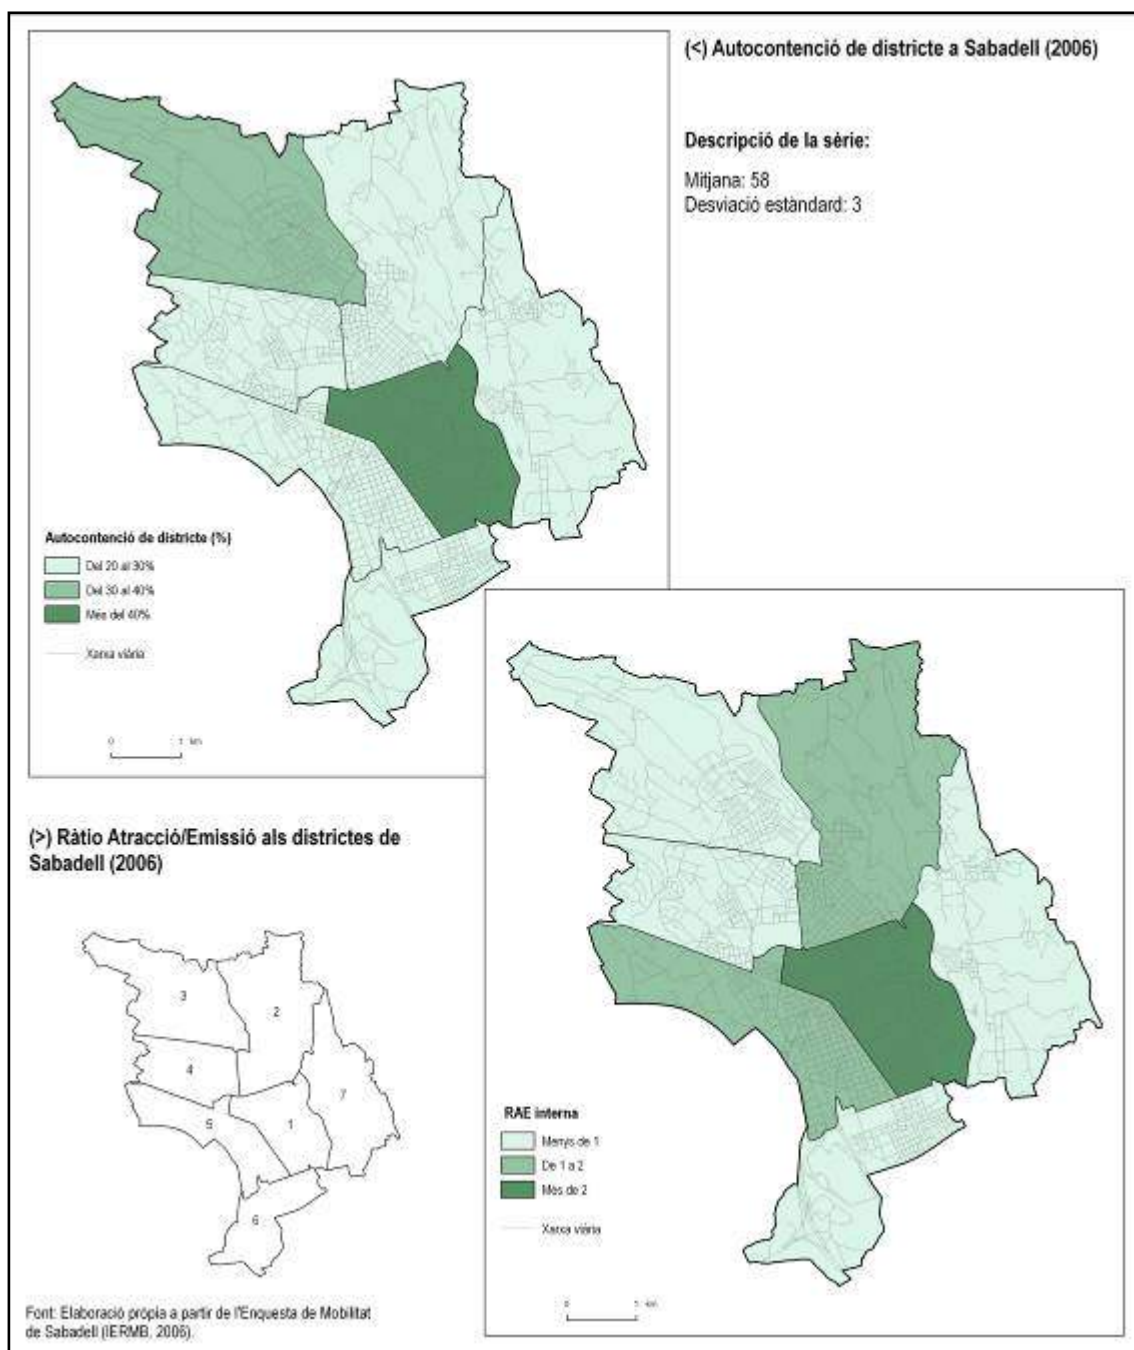 (<) Autocontenció de districte a Sabadell (2006)
Descripció de la sèrie:
Mitjana: 58
Desviació estàndard: 3
Autocontenció de districte (%)
Del 20 al 30%
Del 30 al 40%
Més del 40%
Xarxa viària
0 1 km
(>) Ràtio Atracció/Emissió als districtes de
Sabadell (2006)
3
2
4
7
5
1
6
RAE interna
Menys de 1
De 1 a 2
Més de 2
Xarxa viària
0 1 km
Font: Elaboració pròpia a partir de l'Enquesta de Mobilitat
de Sabadell (IERMB, 2006).